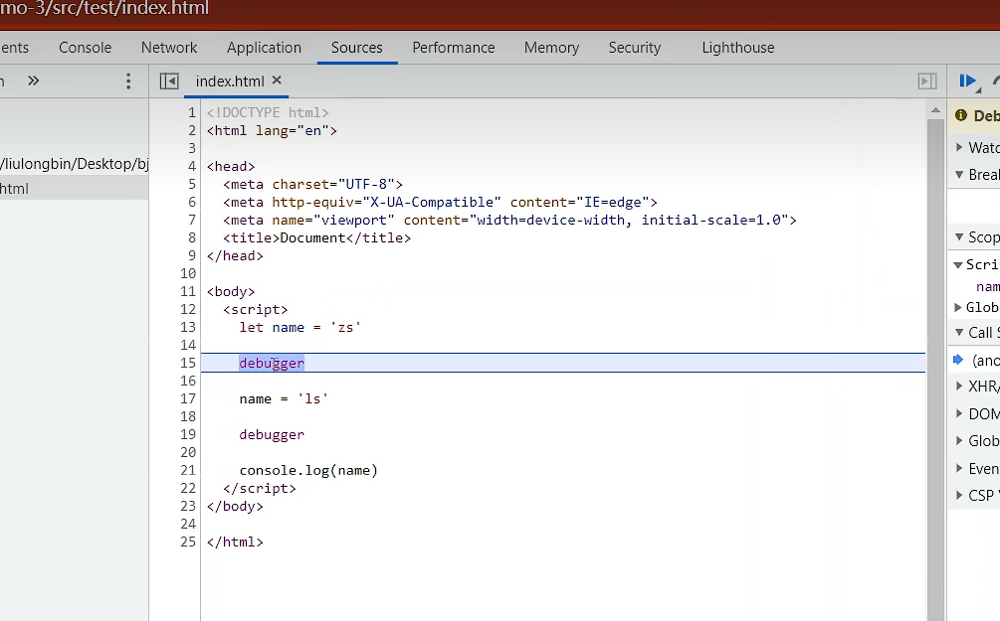 mo-3/src/test/index.html
ents Console Network Application Sources Performance Memory Security Lighthouse
n » index.html ×
/liulongbin/Desktop/bj
html
1 <!DOCTYPE html>
2 <html lang="en">
3
4 <head>
5 <meta charset="UTF-8">
6 <meta http-equiv="X-UA-Compatible" content="IE=edge">
7 <meta name="viewport" content="width=device-width, initial-scale=1.0">
8 <title>Document</title>
9 </head>
10
11 <body>
12 <script>
13 let name = 'zs'
14
15 debugger
16
17 name = 'ls'
18
19 debugger
20
21 console.log(name)
22 </script>
23 </body>
24
25 </html>
Deb
Watc
Brea
Scop
Scri
nam
Glob
Call S
(ano
XHR/
DOM
Glob
Even
CSP V